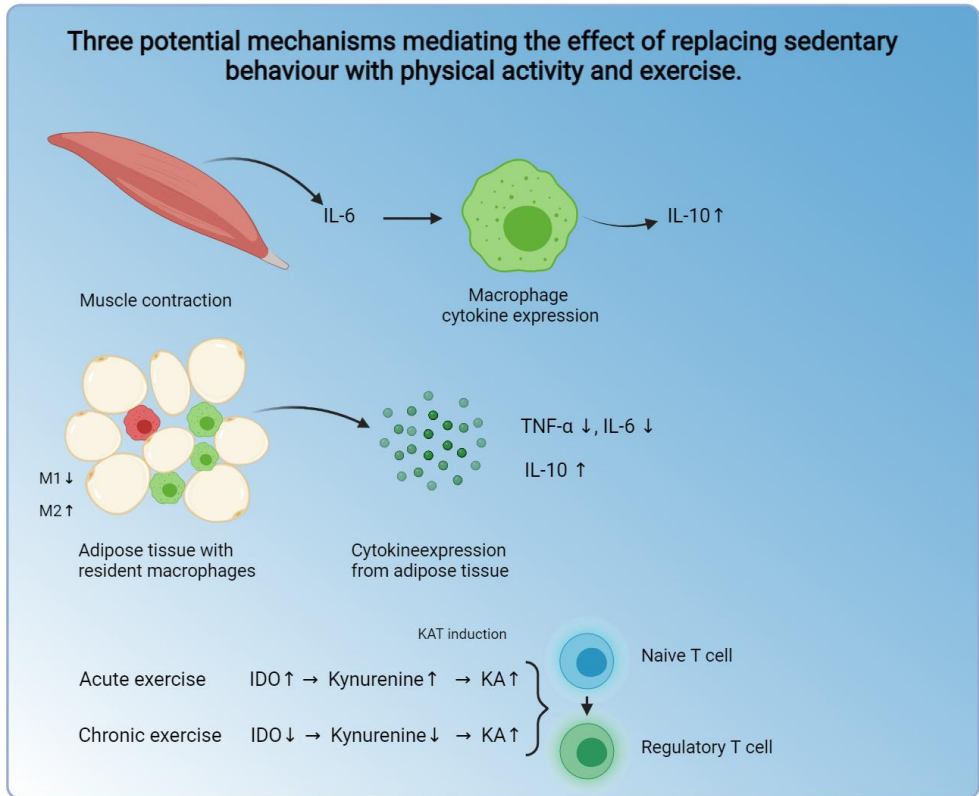 Three potential mechanisms mediating the effect of replacing sedentary
behaviour with physical activity and exercise.
IL-6
IL-10↑
Muscle contraction
Macrophage
cytokine expression
TNF-α ↓, IL-6 ↓
IL-10 ↑
M1↓
M2↑
Adipose tissue with
resident macrophages
Cytokineexpression
from adipose tissue
KAT induction
Naive T cell
Acute exercise IDO↑ → Kynurenine↑ → KA↑
Chronic exercise IDO↓ → Kynurenine↓ → KA↑
Regulatory T cell